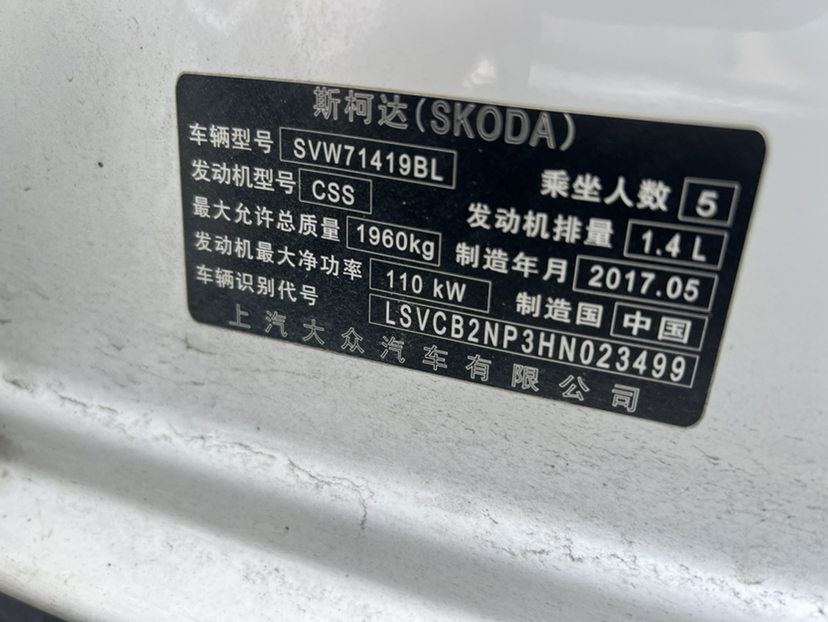 斯柯达(SKODA)
车辆型号 SVW71419BL 乘坐人数 5
发动机型号 CSS 发动机排量 1.4 L
最大允许总质量 1960kg 制造年月 2017.05
发动机最大净功率 110 kW 制造国 中国
车辆识别代号 LSVCB2NP3HN023499
上汽大众汽车有限公司